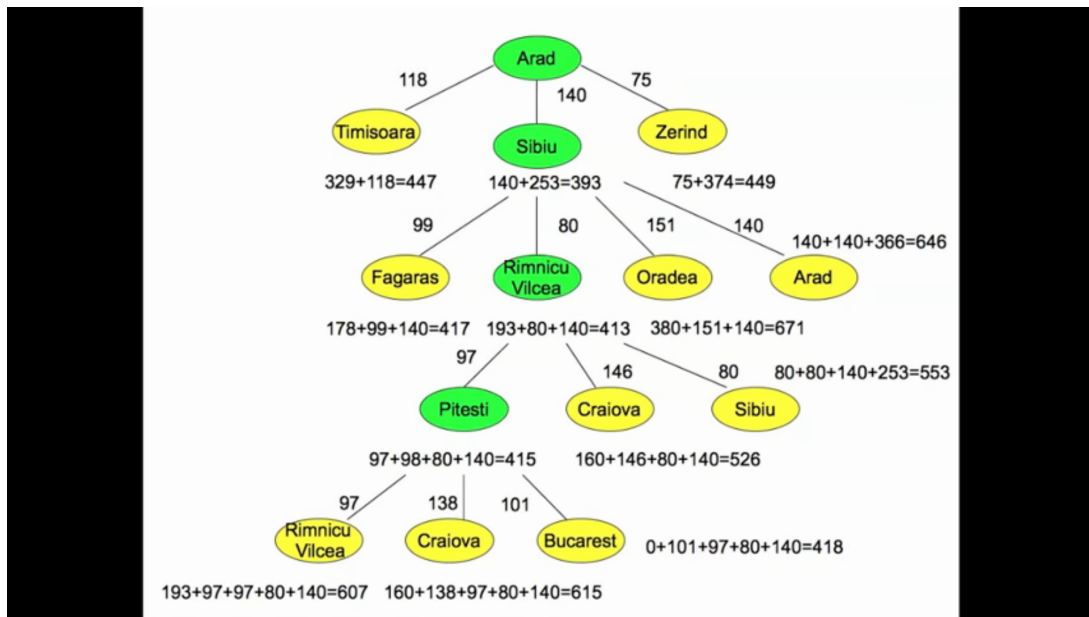 Arad
118
140
75
Timisoara
Sibiu
Zerind
329+118=447
140+253=393
75+374=449
99
80
151
140
140+140+366=646
Fagaras
Rimnicu
Vilcea
Oradea
Arad
178+99+140=417
193+80+140=413
380+151+140=671
97
146
80
80+80+140+253=553
Pitesti
Craiova
Sibiu
97+98+80+140=415
160+146+80+140=526
97
138
101
Rimnicu
Vilcea
Craiova
Bucarest
0+101+97+80+140=418
193+97+97+80+140=607
160+138+97+80+140=615